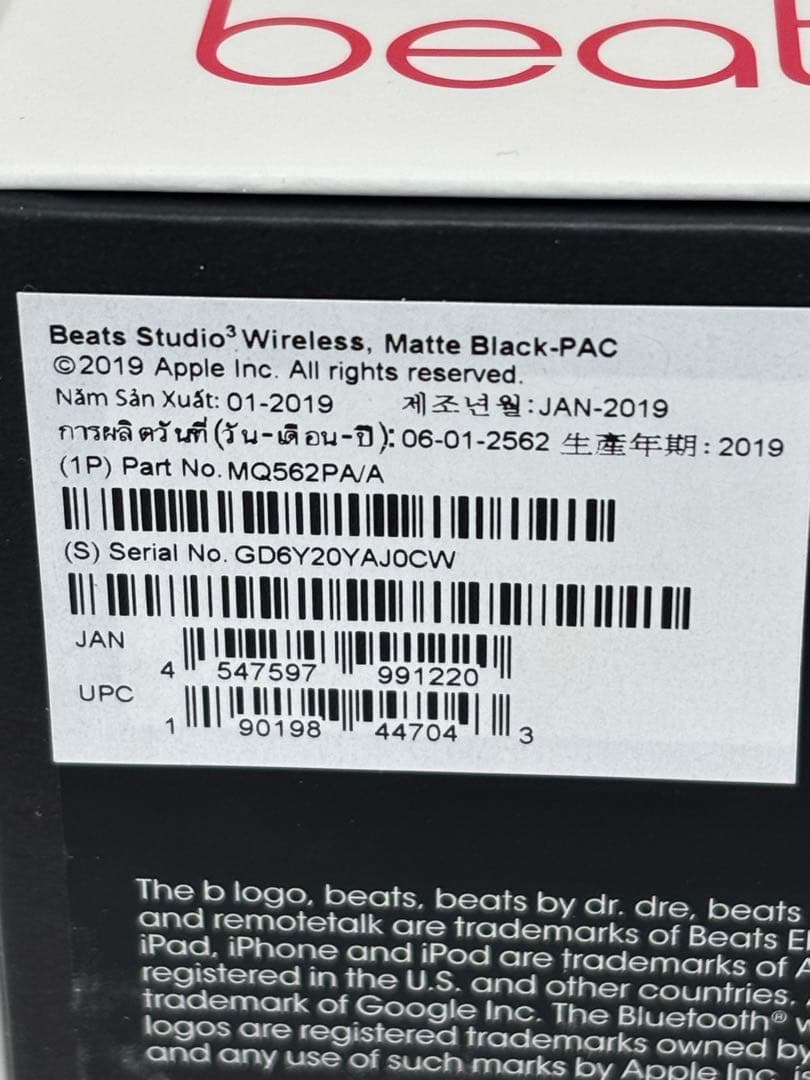 beat
Beats Studio³ Wireless, Matte Black-PAC
©2019 Apple Inc. All rights reserved.
Năm Sản Xuất: 01-2019 제조년월:JAN-2019
การผลิตวันที่ (วัน-เดือน-ปี): 06-01-2562 生產年期: 2019
(1P) Part No. MQ562PA/A
(S) Serial No. GD6Y20YAJ0CW
JAN
4 547597 991220
UPC
1 90198 44704 3
The b logo, beats, beats by dr. dre, beats
and remotetalk are trademarks of Beats
iPad, iPhone and iPod are trademarks of
registered in the U.S. and other countries.
trademark of Google Inc. The Bluetooth®
logos are registered trademarks owned by
and any use of such marks by Apple Inc.